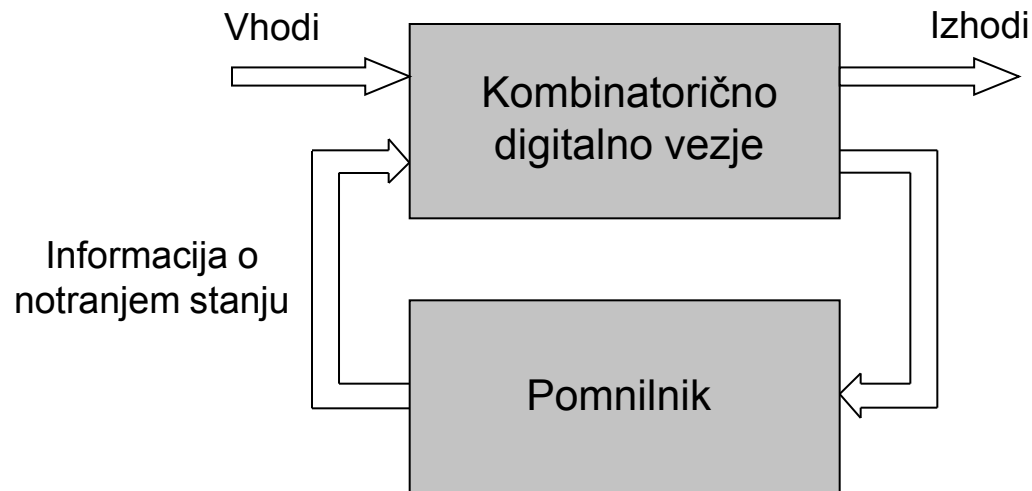 Vhodi
Izhodi
Kombinatorično
digitalno vezje
Informacija o
notranjem stanju
Pomnilnik